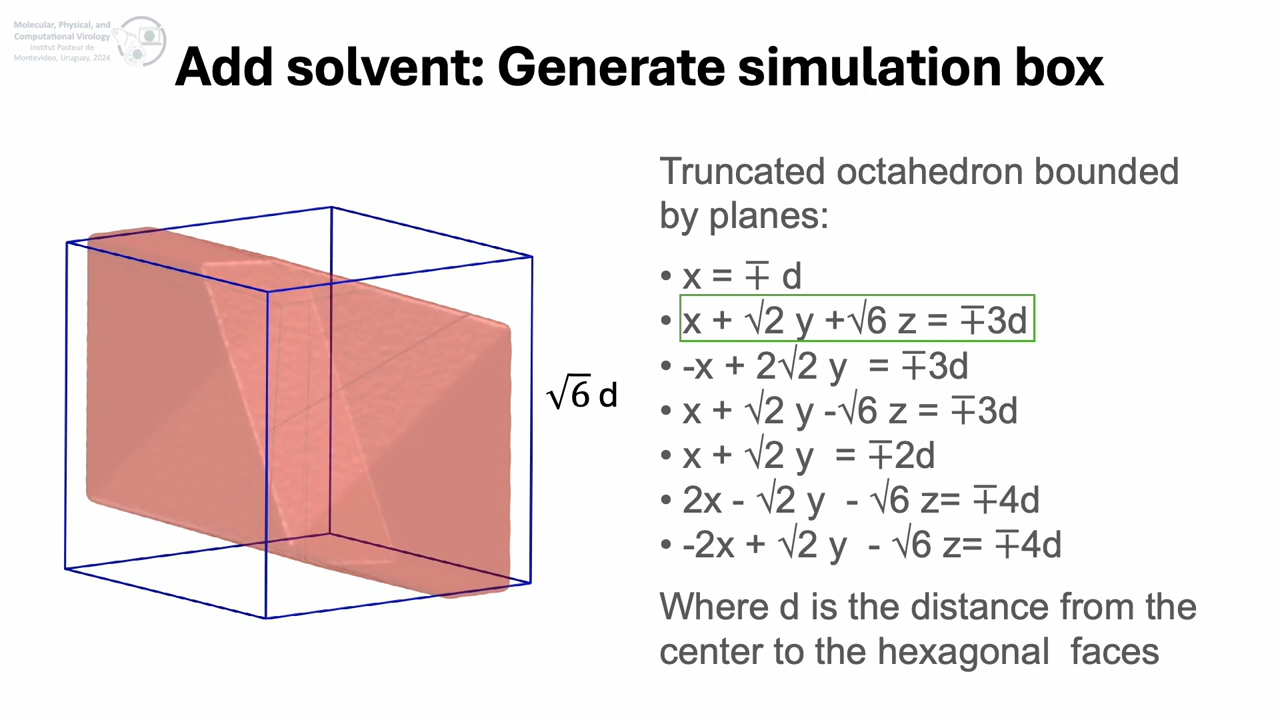 Molecular, Physical, and
Computational Virology
Institut Pasteur de
Montevideo, Uruguay, 2024
Add solvent: Generate simulation box
Truncated octahedron bounded
by planes:
• x = ∓ d
• x + √2 y +√6 z = ∓3d
• -x + 2√2 y = ∓3d
• x + √2 y -√6 z = ∓3d
• x + √2 y = ∓2d
• 2x - √2 y - √6 z= ∓4d
• -2x + √2 y - √6 z= ∓4d
√6 d
Where d is the distance from the
center to the hexagonal faces